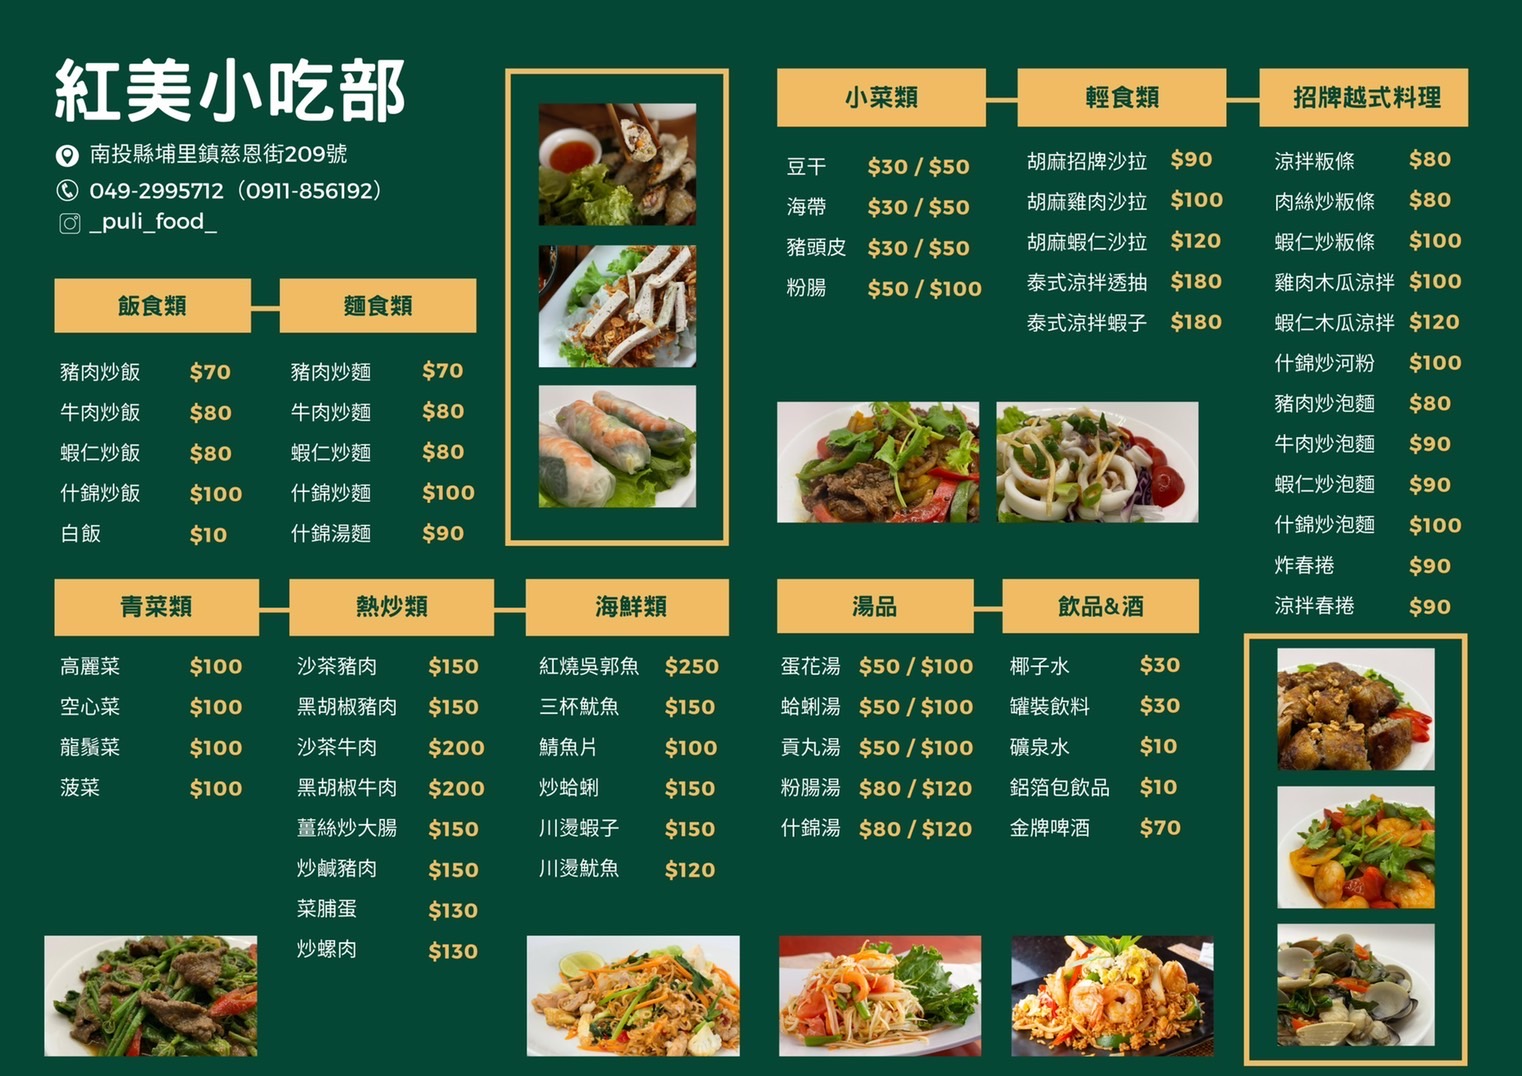 紅美小吃部
南投縣埔里鎮慈恩街209號
049-2995712（0911-856192）
_puli_food_
飯食類
豬肉炒飯 $70
牛肉炒飯 $80
蝦仁炒飯 $80
什錦炒飯 $100
白飯 $10
麵食類
豬肉炒麵 $70
牛肉炒麵 $80
蝦仁炒麵 $80
什錦炒麵 $100
什錦湯麵 $90
青菜類
高麗菜 $100
空心菜 $100
龍鬚菜 $100
菠菜 $100
熱炒類
沙茶豬肉 $150
黑胡椒豬肉 $150
沙茶牛肉 $200
黑胡椒牛肉 $200
薑絲炒大腸 $150
炒鹹豬肉 $150
菜脯蛋 $130
炒螺肉 $130
海鮮類
紅燒吳郭魚 $250
三杯魷魚 $150
鯖魚片 $100
炒蛤蜊 $150
川燙蝦子 $150
川燙魷魚 $120
小菜類
豆干 $30 / $50
海帶 $30 / $50
豬頭皮 $30 / $50
粉腸 $50 / $100
輕食類
胡麻招牌沙拉 $90
胡麻雞肉沙拉 $100
胡麻蝦仁沙拉 $120
泰式涼拌透抽 $180
泰式涼拌蝦子 $180
招牌越式料理
涼拌粄條 $80
肉絲炒粄條 $80
蝦仁炒粄條 $100
雞肉木瓜涼拌 $100
蝦仁木瓜涼拌 $120
什錦炒河粉 $100
豬肉炒泡麵 $80
牛肉炒泡麵 $90
蝦仁炒泡麵 $90
什錦炒泡麵 $100
炸春捲 $90
涼拌春捲 $90
湯品
蛋花湯 $50 / $100
蛤蜊湯 $50 / $100
貢丸湯 $50 / $100
粉腸湯 $80 / $120
什錦湯 $80 / $120
飲品&酒
椰子水 $30
罐裝飲料 $30
礦泉水 $10
鋁箔包飲品 $10
金牌啤酒 $70